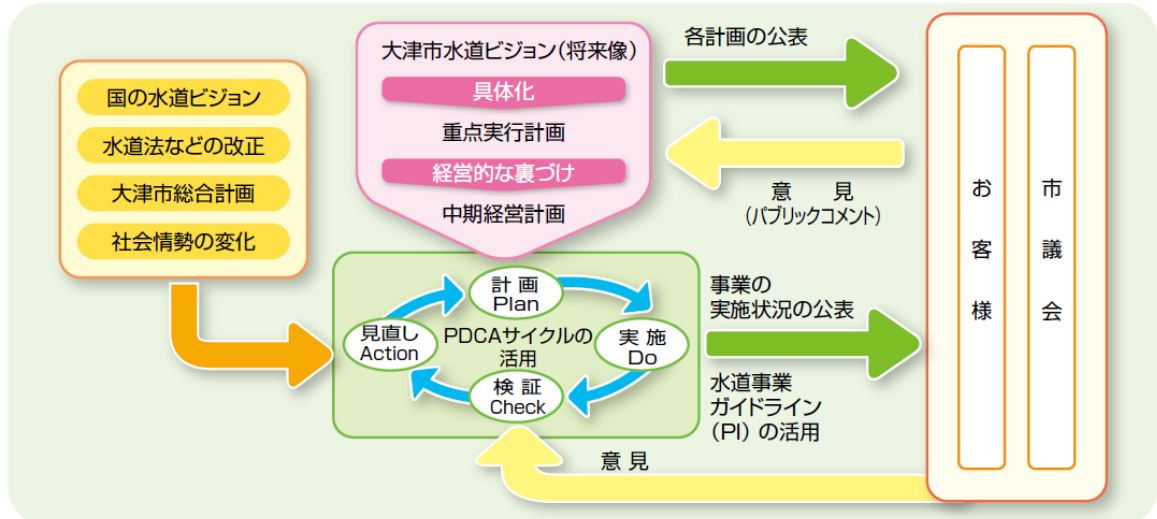 国の水道ビジョン
水道法などの改正
大津市総合計画
社会情勢の変化
大津市水道ビジョン(将来像)
具体化
重点実行計画
経営的な裏づけ
中期経営計画
各計画の公表
意 見
(パブリックコメント)
計 画
Plan
実 施
Do
検 証
Check
見直し
Action
PDCAサイクルの
活用
事業の
実施状況の公表
水道事業
ガイドライン
(PI)の活用
意 見
お客様
市議会